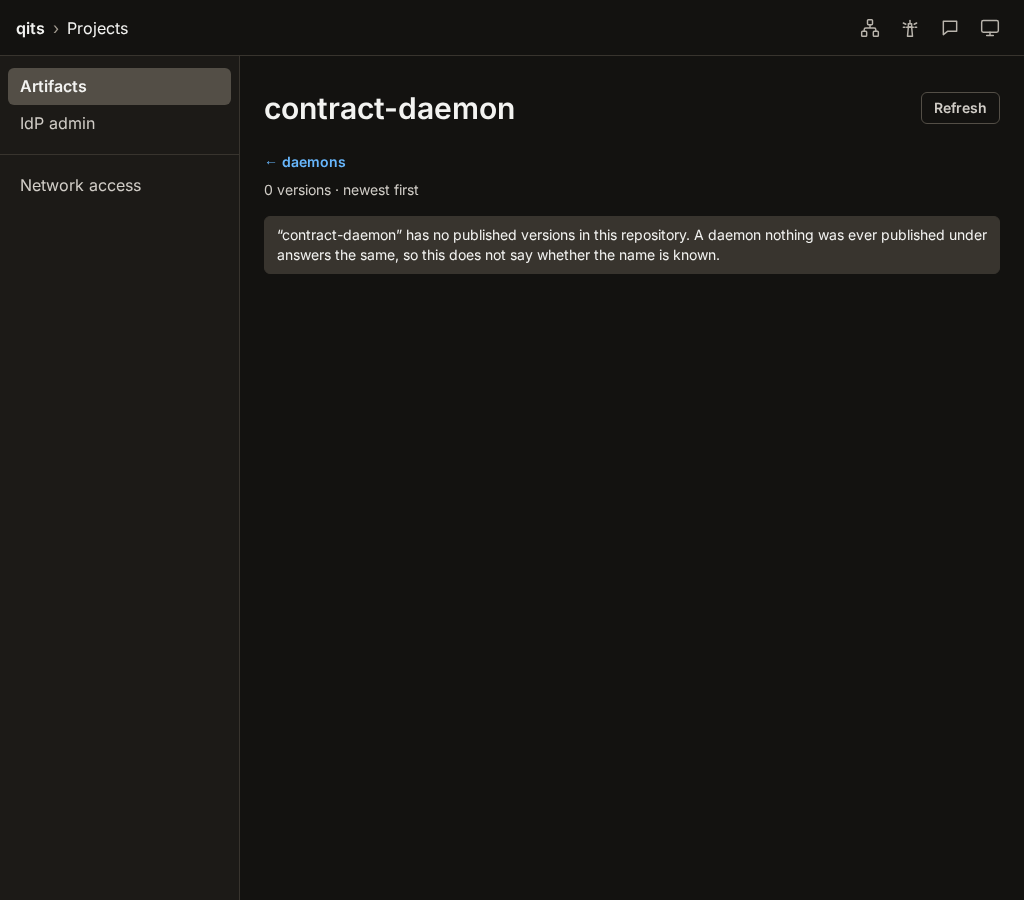 qits › Projects
Artifacts
IdP admin
Network access
contract-daemon
Refresh
← daemons
0 versions · newest first
“contract-daemon” has no published versions in this repository. A daemon nothing was ever published under
answers the same, so this does not say whether the name is known.